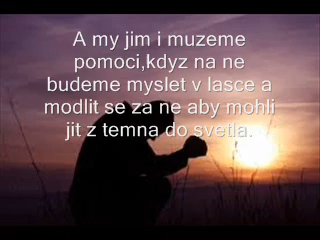 A my jim i muzeme
pomoci,kdyz na ne
budeme myslet v lasce a
modlit se za ne aby mohli
jit z temna do svetla.